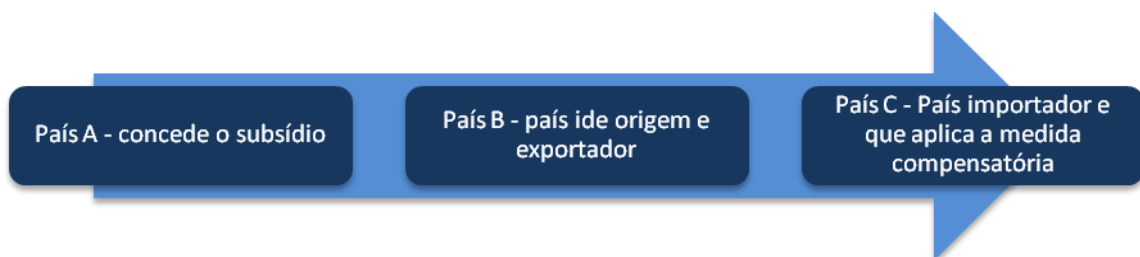 País A - concede o subsídio
País B - país ide origem e
exportador
País C - País importador e
que aplica a medida
compensatória